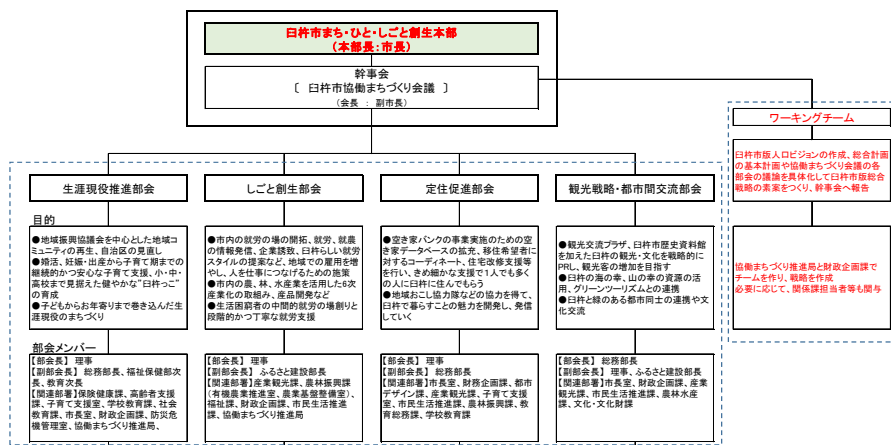 臼杵市まち・ひと・しごと創生本部
(本部長:市長)
幹事会
[ 臼杵市協働まちづくり会議 ]
(会長 : 副市長)
ワーキングチーム
臼杵市版人口ビジョンの作成、総合計画
の基本計画や協働まちづくり会議の各
部会の議論を具体化して臼杵市版総合
戦略の素案をつくり、幹事会へ報告
協働まちづくり推進局と財政企画課で
チームを作り、戦略を作成
必要に応じて、関係課担当者等も関与
生涯現役推進部会
しごと創生部会
定住促進部会
観光戦略・都市間交流部会
目的
●地域振興協議会を中心とした地域コ
ミュニティの再生、自治区の見直し
●婚活、妊娠・出産から子育て期までの
継続的かつ安心な子育て支援、小・中・
高校まで見据えた健やかな"臼杵っこ"
の育成
●子どもからお年寄りまで巻き込んだ生
涯現役のまちづくり
●市内の就労の場の開拓、就労、就農
の情報発信、企業誘致、臼杵らしい就労
スタイルの提案など、地域での雇用を増
やし、人を仕事につなげるための施策
●市内の農、林、水産業を活用した6次
産業化の取組み、産品開発など
●生活困窮者の中間的就労の場創りと
段階的かつ丁寧な就労支援
●空き家バンクの事業実施のための空
き家データベースの拡充、移住希望者に
対するコーディネート、住宅改修支援等
を行い、きめ細かな支援で1人でも多く
の人に臼杵に住んでもらう
●地域おこし協力隊などの協力を得て、
臼杵で暮らすことの魅力を開発し、発信
していく
●観光交流プラザ、臼杵市歴史資料館
を加えた臼杵の観光・文化を戦略的に
PRし、観光客の増加を目指す
●臼杵の海の幸、山の幸の資源の活
用、グリーンツーリズムとの連携
●臼杵と緑のある都市同士の連携や文
化交流
部会メンバー
【部会長】 理事
【副部会長】 総務部長、福祉保健部次
長、教育次長
【関連部署】保険健康課、高齢者支援
課、子育て支援室、学校教育課、社会
教育課、市長室、財政企画課、防災危
機管理室、協働まちづくり推進局、
【部会長】 理事
【副部会長】 ふるさと建設部長
【関連部署】産業観光課、農林振興課
(有機農業推進室、農業基盤整備室)、
福祉課、財政企画課、市民生活推進
課、協働まちづくり推進局
【部会長】 理事
【副部会長】 ふるさと建設部長
【関連部署】市長室、財務企画課、都市
デザイン課、産業観光課、子育て支援
室、市民生活推進課、農林振興課、教
育総務課、学校教育課
【部会長】 総務部長
【副部会長】 理事、ふるさと建設部長
【関連部署】市長室、財政企画課、産業
観光課、市民生活推進課、農林水産
課、文化・文化財課